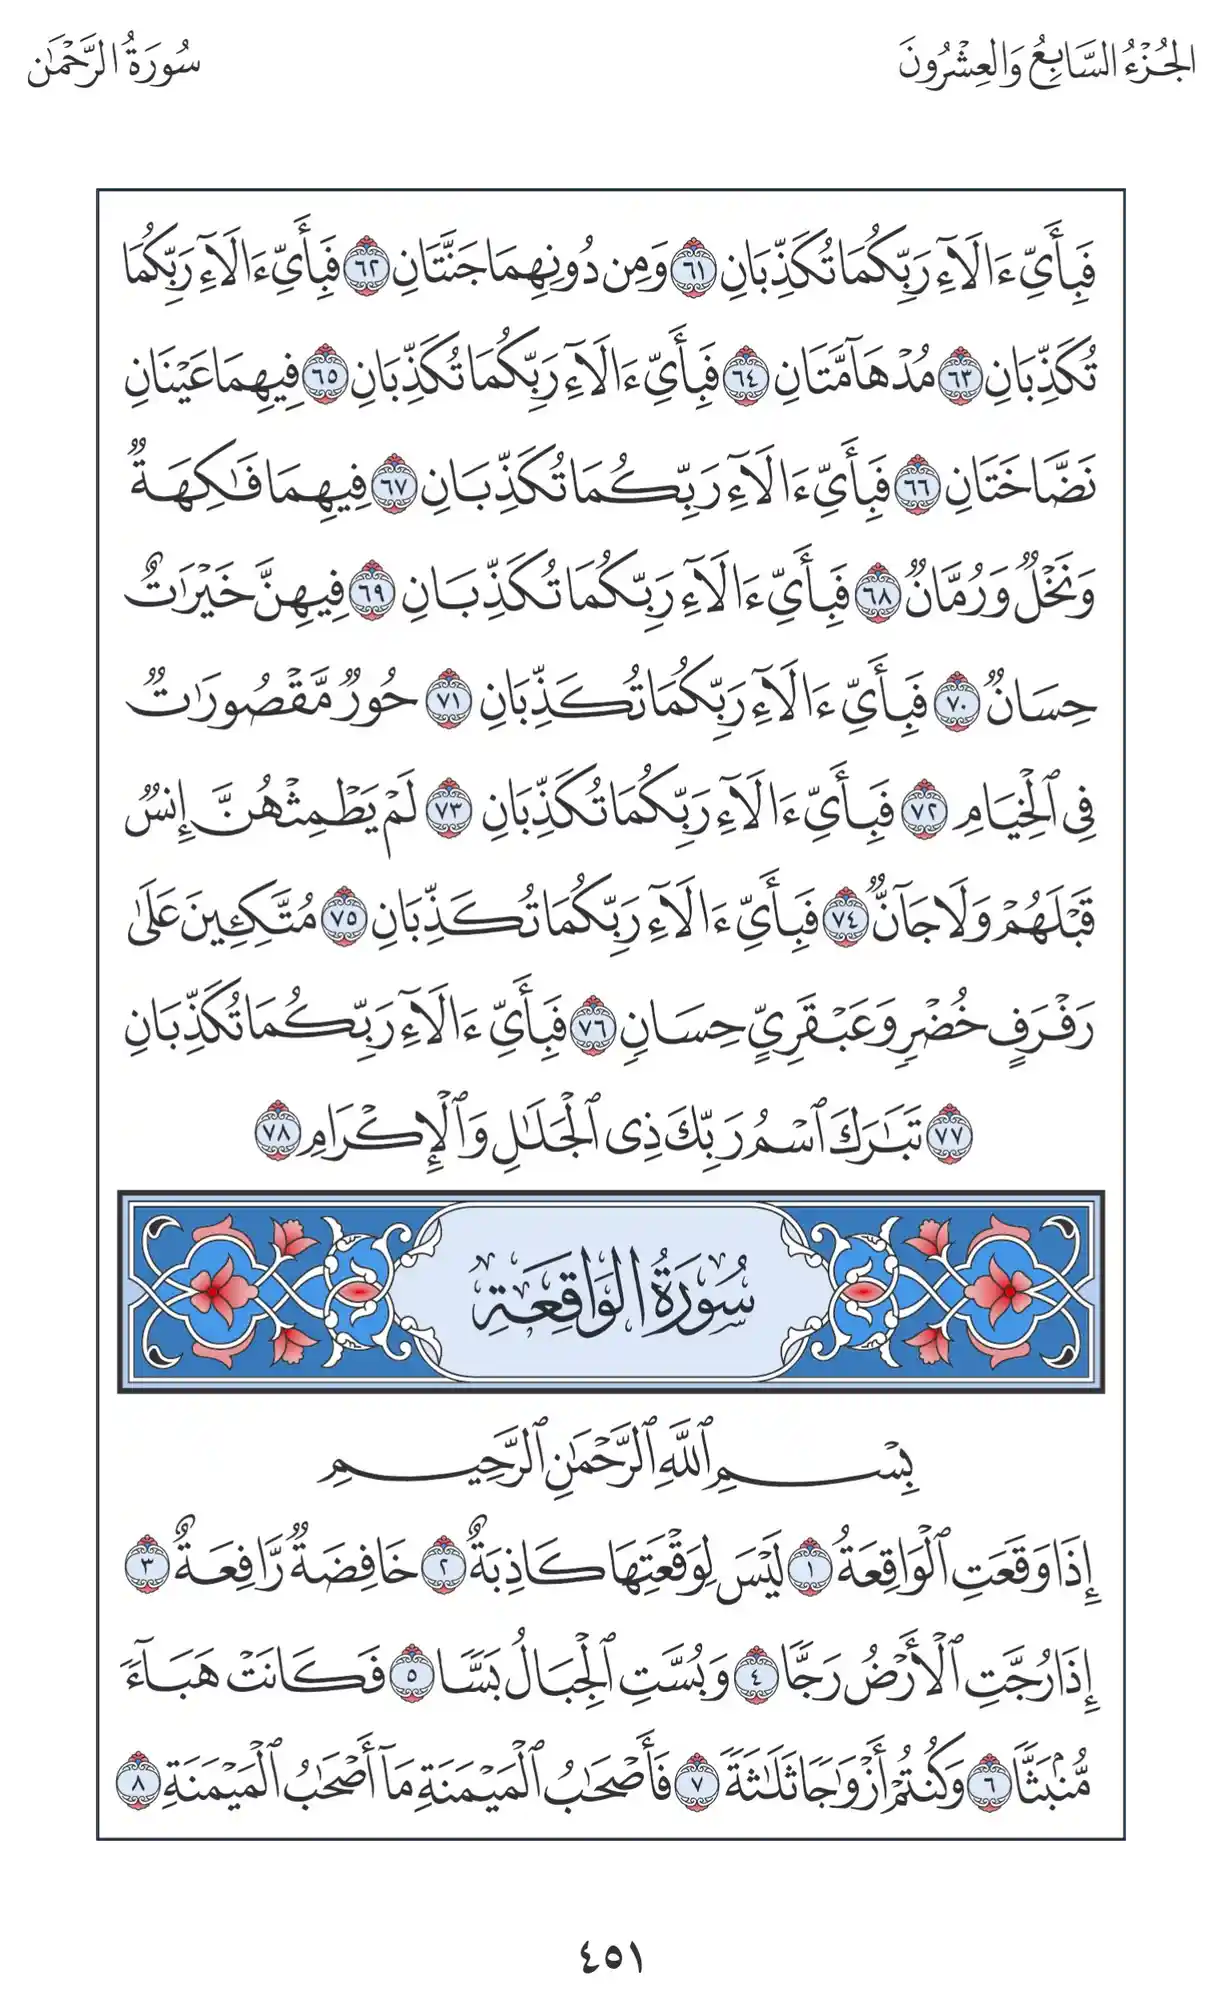 الجُزْءُ السَّابِعُ وَالعِشْرُونَ
سُورَةُ الرَّحْمَٰن
فَبِأَيِّ ءَالَآءِ رَبِّكُمَا تُكَذِّبَانِ ٦١ وَمِن دُونِهِمَا جَنَّتَانِ ٦٢ فَبِأَيِّ ءَالَآءِ رَبِّكُمَا
تُكَذِّبَانِ ٦٣ مُدْهَآمَّتَانِ ٦٤ فَبِأَيِّ ءَالَآءِ رَبِّكُمَا تُكَذِّبَانِ ٦٥ فِيهِمَا عَيْنَانِ
نَضَّاخَتَانِ ٦٦ فَبِأَيِّ ءَالَآءِ رَبِّكُمَا تُكَذِّبَانِ ٦٧ فِيهِمَا فَٰكِهَةٌ
وَنَخْلٌ وَرُمَّانٌ ٦٨ فَبِأَيِّ ءَالَآءِ رَبِّكُمَا تُكَذِّبَانِ ٦٩ فِيهِنَّ خَيْرَٰتٌ
حِسَانٌ ٧٠ فَبِأَيِّ ءَالَآءِ رَبِّكُمَا تُكَذِّبَانِ ٧١ حُورٌ مَّقْصُورَٰتٌ
فِى ٱلْخِيَامِ ٧٢ فَبِأَيِّ ءَالَآءِ رَبِّكُمَا تُكَذِّبَانِ ٧٣ لَمْ يَطْمِثْهُنَّ إِنسٌ
قَبْلَهُمْ وَلَا جَآنٌّ ٧٤ فَبِأَيِّ ءَالَآءِ رَبِّكُمَا تُكَذِّبَانِ ٧٥ مُتَّكِـِٔينَ عَلَىٰ
رَفْرَفٍ خُضْرٍ وَعَبْقَرِيٍّ حِسَانٍ ٧٦ فَبِأَيِّ ءَالَآءِ رَبِّكُمَا تُكَذِّبَانِ
٧٧ تَبَٰرَكَ ٱسْمُ رَبِّكَ ذِى ٱلْجَلَٰلِ وَٱلْإِكْرَامِ ٧٨
سُورَةُ الوَاقِعَةِ
بِسْمِ ٱللَّهِ ٱلرَّحْمَٰنِ ٱلرَّحِيمِ
إِذَا وَقَعَتِ ٱلْوَاقِعَةُ ١ لَيْسَ لِوَقْعَتِهَا كَاذِبَةٌ ٢ خَافِضَةٌ رَّافِعَةٌ ٣
إِذَا رُجَّتِ ٱلْأَرْضُ رَجًّا ٤ وَبُسَّتِ ٱلْجِبَالُ بَسًّا ٥ فَكَانَتْ هَبَآءً
مُّنۢبَثًّا ٦ وَكُنتُمْ أَزْوَٰجًا ثَلَٰثَةً ٧ فَأَصْحَٰبُ ٱلْمَيْمَنَةِ مَآ أَصْحَٰبُ ٱلْمَيْمَنَةِ ٨
٤٥١